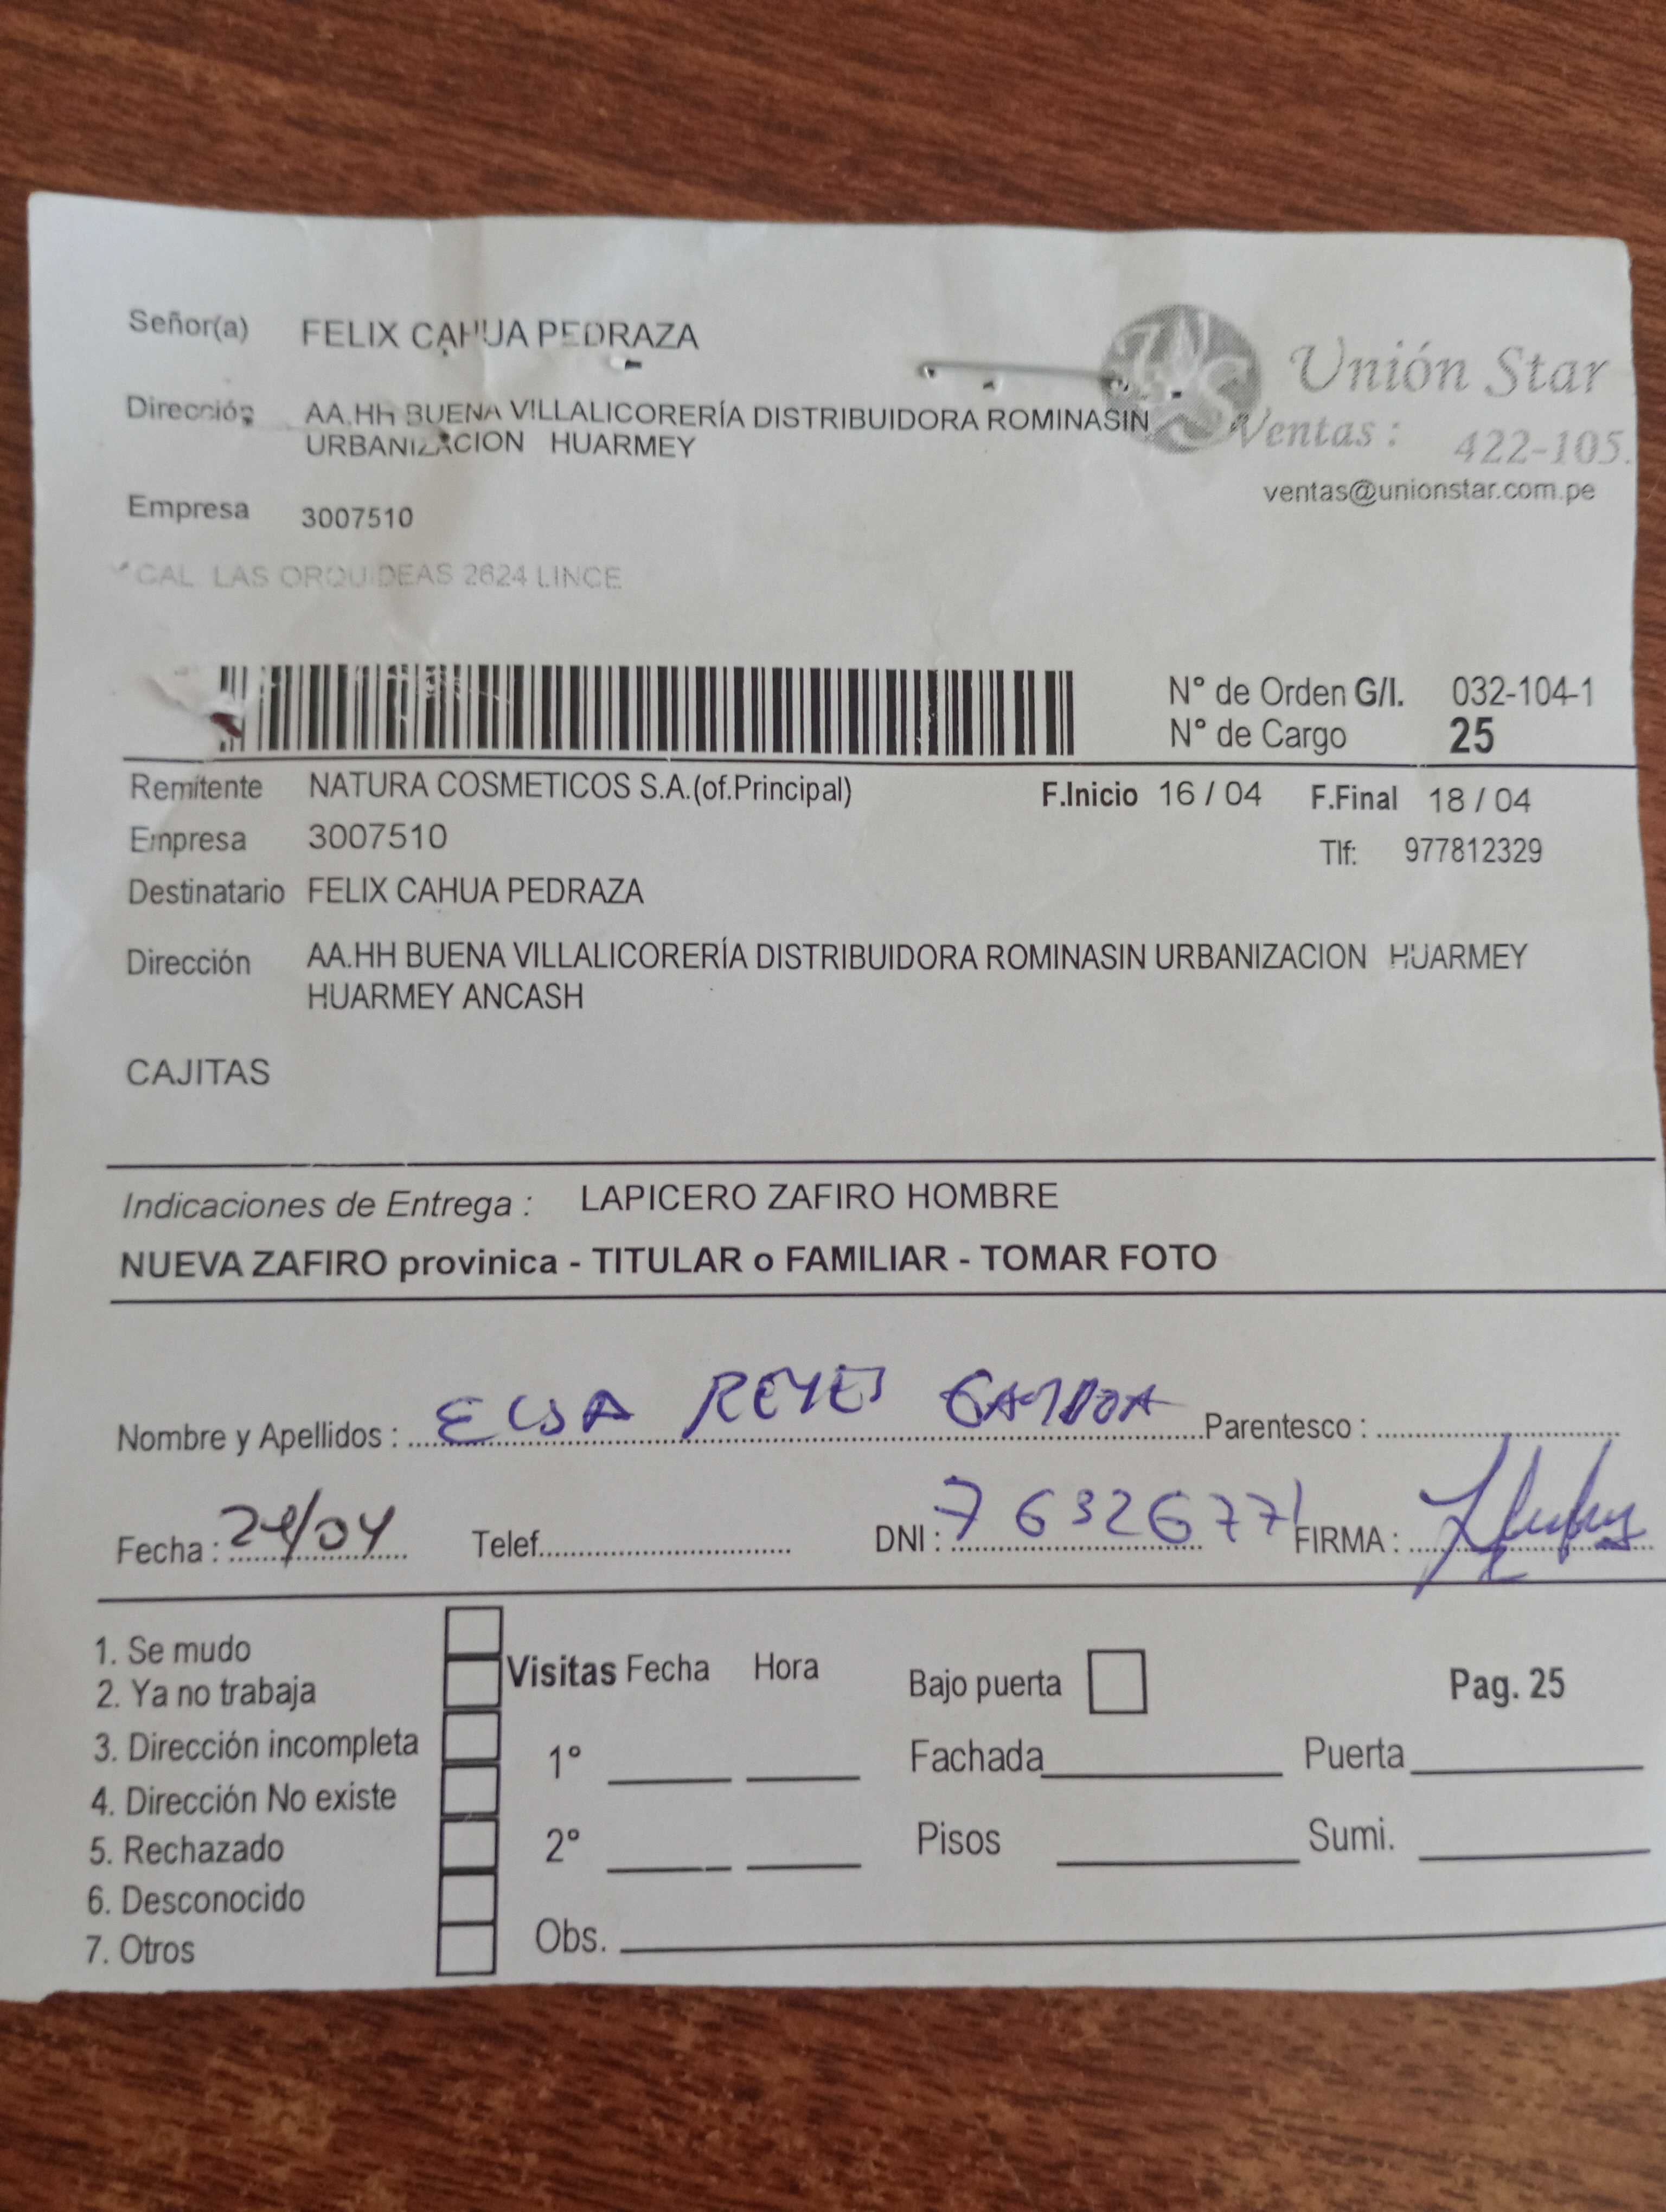 Señor(a) FELIX CAHUA PEDRAZA
Unión Star
Dirección AA.HH BUENA VILLALICORERÍA DISTRIBUIDORA ROMINASIN
URBANIZACION HUARMEY
Ventas : 422-105.
ventas@unionstar.com.pe
Empresa 3007510
CAL LAS ORQUIDEAS 2624 LINCE
N° de Orden G/I. 032-104-1
N° de Cargo 25
Remitente NATURA COSMETICOS S.A.(of.Principal) F.Inicio 16 / 04 F.Final 18 / 04
Empresa 3007510 Tlf: 977812329
Destinatario FELIX CAHUA PEDRAZA
Dirección AA.HH BUENA VILLALICORERÍA DISTRIBUIDORA ROMINASIN URBANIZACION HUARMEY
HUARMEY ANCASH
CAJITAS
Indicaciones de Entrega : LAPICERO ZAFIRO HOMBRE
NUEVA ZAFIRO provinica - TITULAR o FAMILIAR - TOMAR FOTO
Nombre y Apellidos : ELSA REYES Parentesco :
Fecha : Telef. DNI : 76326771 FIRMA :
1. Se mudo
2. Ya no trabaja
3. Dirección incompleta
4. Dirección No existe
5. Rechazado
6. Desconocido
7. Otros
Visitas Fecha Hora
1°
2°
Obs.
Bajo puerta Pag. 25
Fachada Puerta
Pisos Sumi.